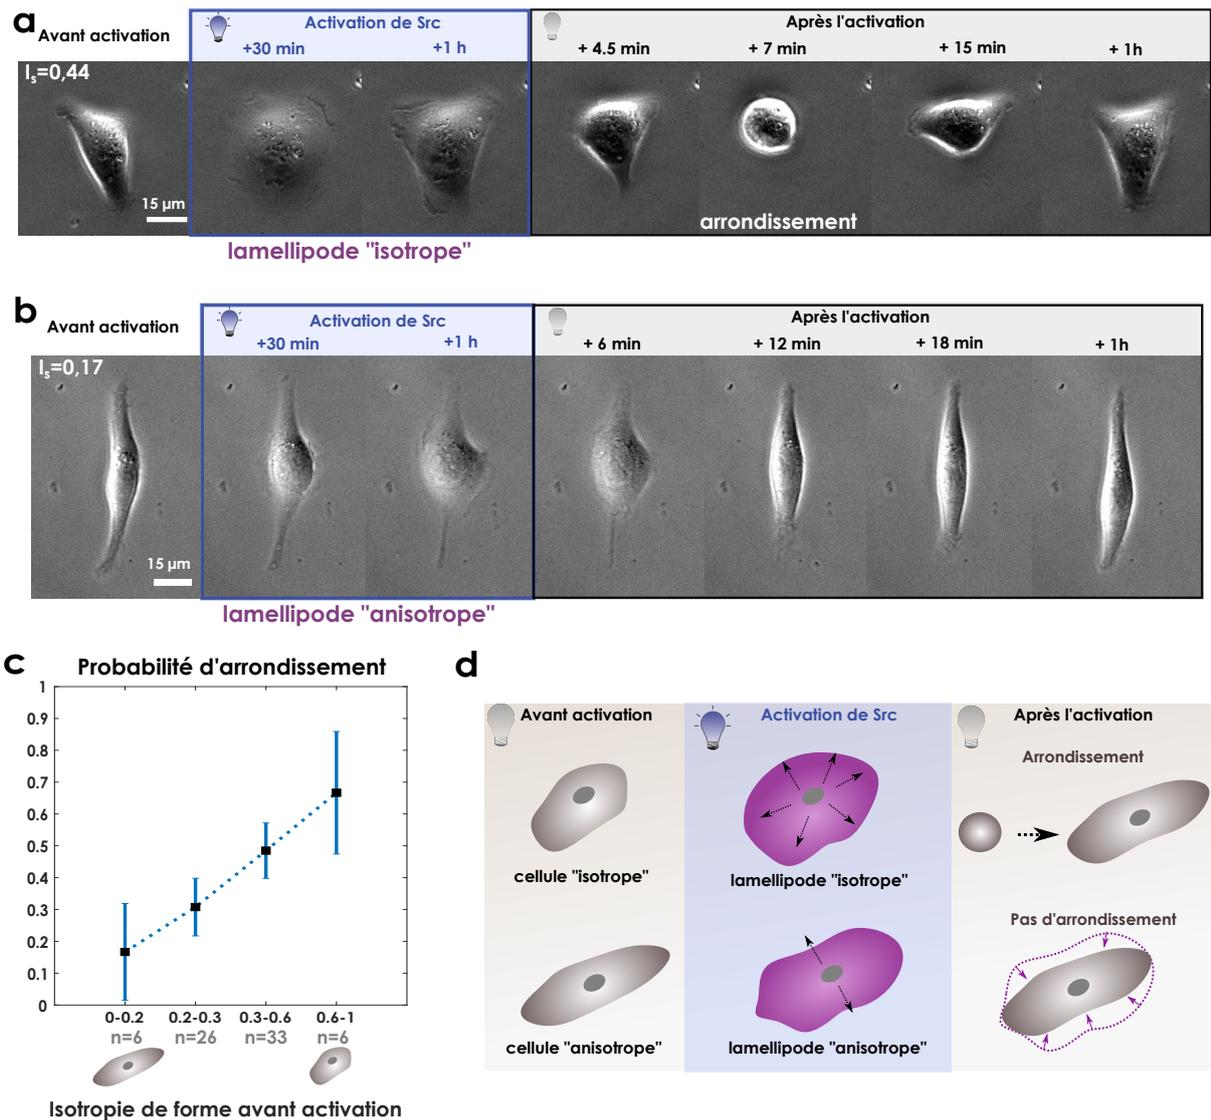 a
Avant activation
Activation de Src
+30 min
+1 h
Après l'activation
+ 4.5 min
+ 7 min
+ 15 min
+ 1h
Is=0,44
15 µm
arrondissement
lamellipode "isotrope"
b
Avant activation
Activation de Src
+30 min
+1 h
Après l'activation
+ 6 min
+ 12 min
+ 18 min
+ 1h
Is=0,17
15 µm
lamellipode "anisotrope"
c
Probabilité d'arrondissement
1
0.9
0.8
0.7
0.6
0.5
0.4
0.3
0.2
0.1
0
0-0.2
0.2-0.3
0.3-0.6
0.6-1
n=6
n=26
n=33
n=6
Isotropie de forme avant activation
d
Avant activation
Activation de Src
Après l'activation
Arrondissement
cellule "isotrope"
lamellipode "isotrope"
Pas d'arrondissement
cellule "anisotrope"
lamellipode "anisotrope"